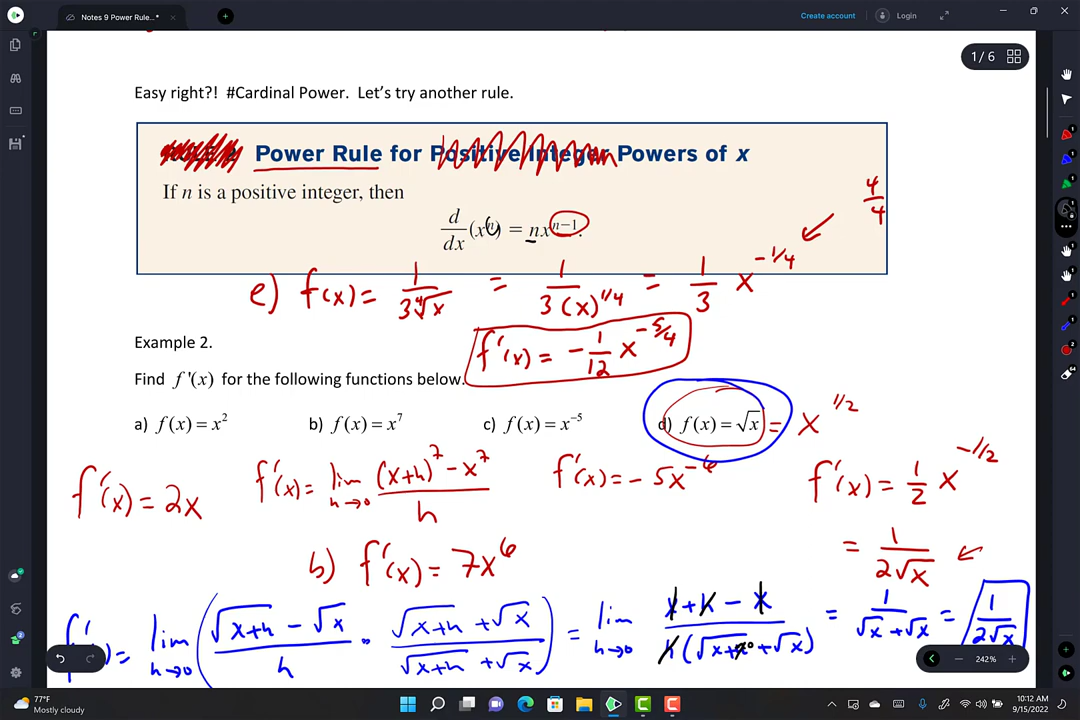 Notes 9 Power Rule...*
Create account
Login
1/6
Easy right?! #Cardinal Power. Let's try another rule.
Power Rule for Positive Integer Powers of x
If n is a positive integer, then
d/dx (xⁿ) = nxⁿ⁻¹.
4/4
e) f(x) = 1/(3⁴√x) = 1/(3(x)^1/4) = 1/3 x^-1/4
f'(x) = -1/12 x^-5/4
Example 2.
Find f'(x) for the following functions below.
a) f(x) = x² b) f(x) = x⁷ c) f(x) = x⁻⁵ d) f(x) = √x = x^1/2
f'(x) = 2x f'(x) = lim h→0 ((x+h)⁷ - x⁷)/h f'(x) = -5x⁻⁶ f'(x) = 1/2 x^-1/2
b) f'(x) = 7x⁶ = 1/(2√x)
f'(x) = lim h→0 ((√x+h - √x)/h · (√x+h + √x)/(√x+h + √x)) = lim h→0 (x+h-x)/(h(√x+h⁰ + √x)) = 1/(√x+√x) = 1/(2√x)
242%
77°F
Mostly cloudy
10:12 AM
9/15/2022